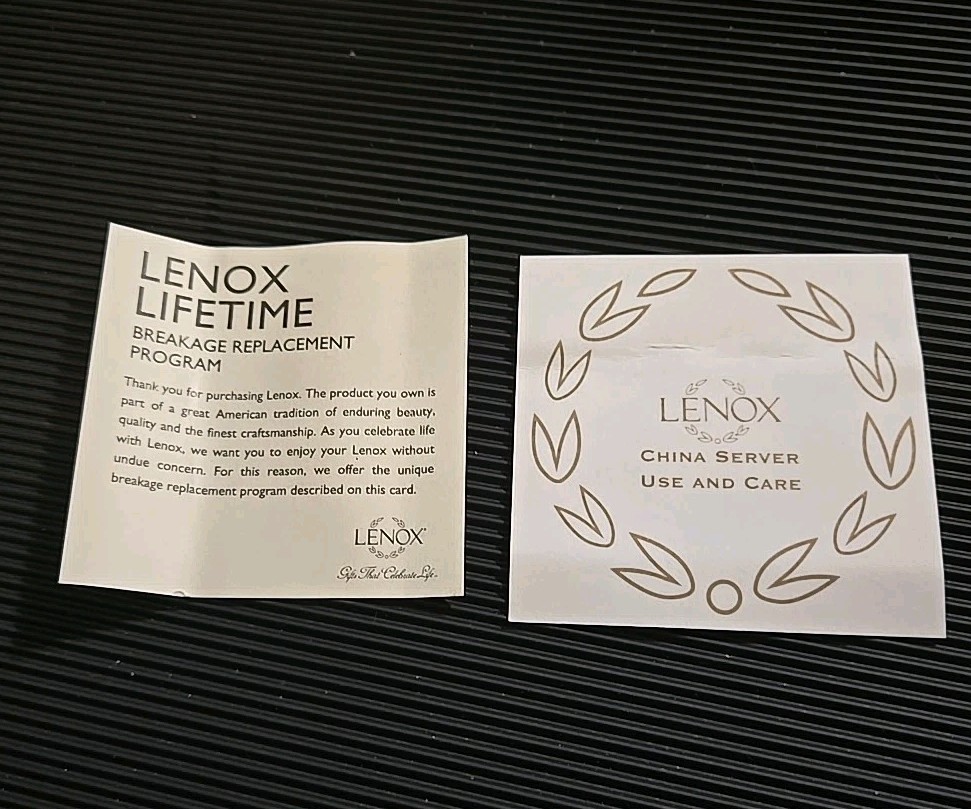 LENOX
LIFETIME
BREAKAGE REPLACEMENT
PROGRAM
Thank you for purchasing Lenox. The product you own is
part of a great American tradition of enduring beauty,
quality and the finest craftsmanship. As you celebrate life
with Lenox, we want you to enjoy your Lenox without
undue concern. For this reason, we offer the unique
breakage replacement program described on this card.
LENOX®
Gifts That Celebrate Life.
LENOX
CHINA SERVER
USE AND CARE